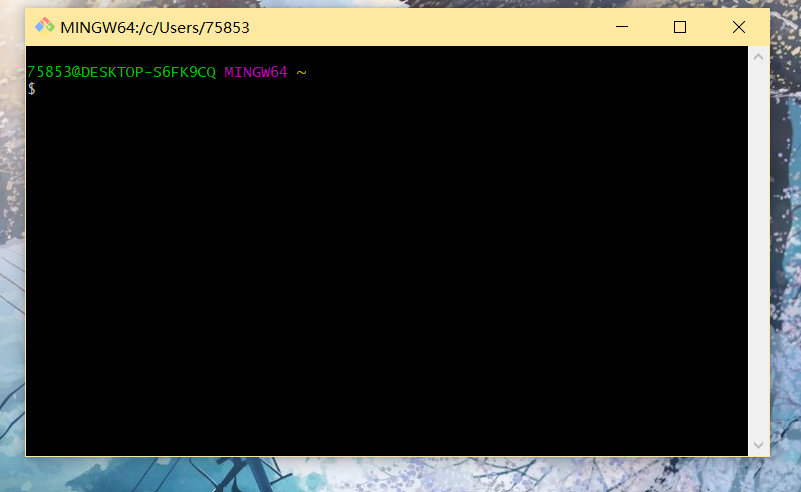 MINGW64:/c/Users/75853
75853@DESKTOP-S6FK9CQ MINGW64 ~
$